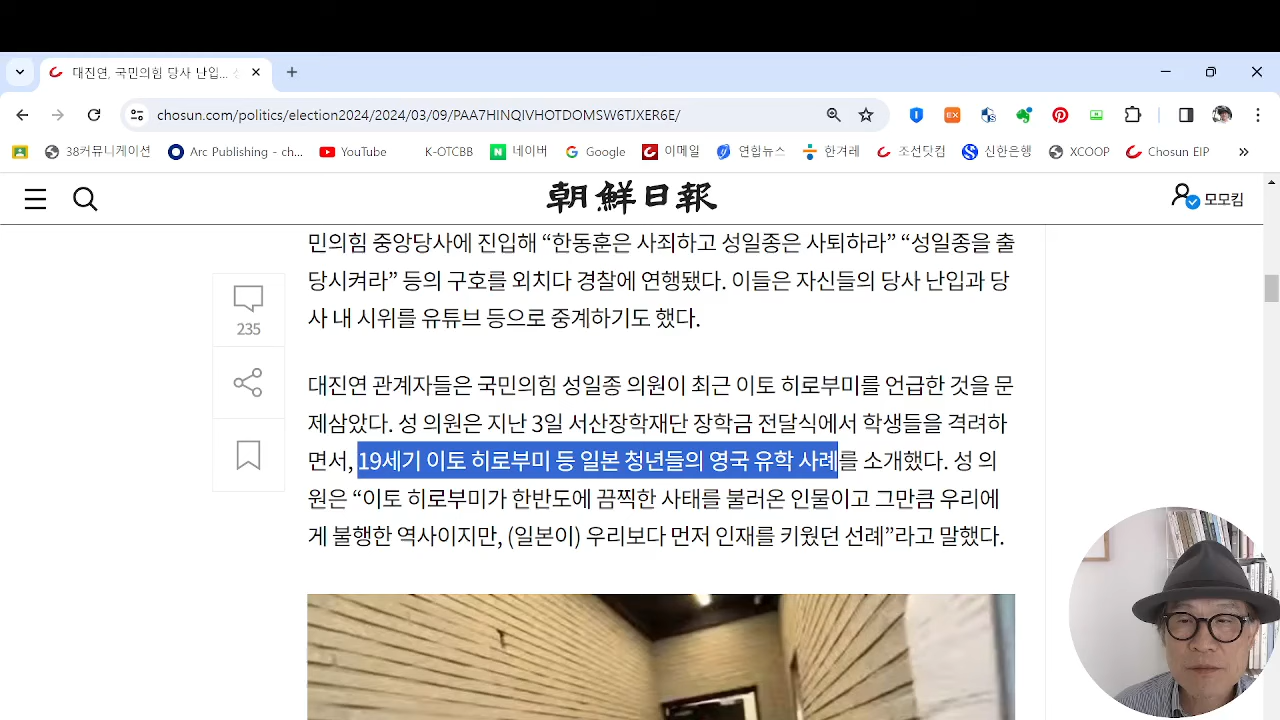 대진연, 국민의힘 당사 난입...
chosun.com/politics/election2024/2024/03/09/PAA7HINQIVHOTDOMSW6TJXER6E/
38커뮤니케이션 Arc Publishing - ch... YouTube K-OTCBB 네이버 Google 이메일 연합뉴스 한겨레 조선닷컴 신한은행 XCOOP Chosun BP »
朝鮮日報
모모킴
민의힘 중앙당사에 진입해 “한동훈은 사죄하고 성일종은 사퇴하라” “성일종을 출
당시켜라” 등의 구호를 외치다 경찰에 연행됐다. 이들은 자신들의 당사 난입과 당
사 내 시위를 유튜브 등으로 중계하기도 했다.
235
대진연 관계자들은 국민의힘 성일종 의원이 최근 이토 히로부미를 언급한 것을 문
제삼았다. 성 의원은 지난 3일 서산장학재단 장학금 전달식에서 학생들을 격려하
면서, 19세기 이토 히로부미 등 일본 청년들의 영국 유학 사례를 소개했다. 성 의
원은 “이토 히로부미가 한반도에 끔찍한 사태를 불러온 인물이고 그만큼 우리에
게 불행한 역사이지만, (일본이) 우리보다 먼저 인재를 키웠던 선례”라고 말했다.